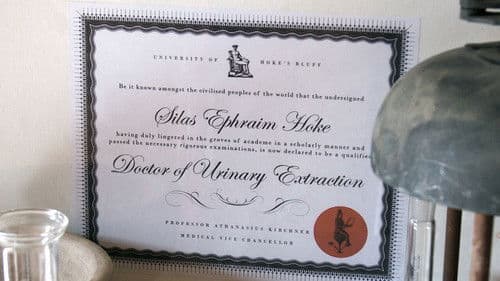 UNIVERSITY OF HOKE'S BLUFF
Be it known amongst the civilised peoples of the world that the undersigned
Silas Ephraim Hoke
having duly lingered in the groves of academe in a scholarly manner and
passed the necessary rigorous examinations, is now declared to be a qualified
Doctor of Urinary Extraction
PROFESSOR ATHANASIUS KIRCHNER
MEDICAL VICE CHANCELLOR